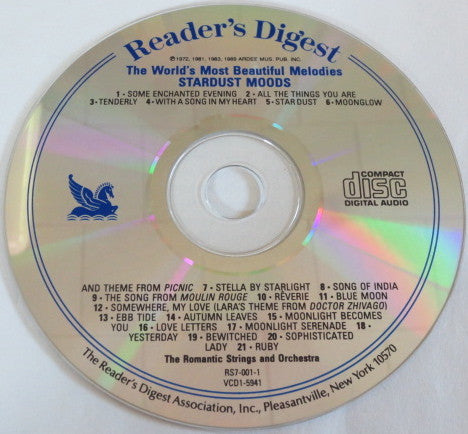 Reader's Digest
℗ 1972, 1981, 1983, 1989 ARDEE MUS. PUB. INC.
The World's Most Beautiful Melodies
STARDUST MOODS
1 • SOME ENCHANTED EVENING 2 • ALL THE THINGS YOU ARE
3 • TENDERLY 4 • WITH A SONG IN MY HEART 5 • STARDUST 6 • MOONGLOW
COMPACT
disc
DIGITAL AUDIO
AND THEME FROM PICNIC 7 • STELLA BY STARLIGHT 8 • SONG OF INDIA
9 • THE SONG FROM MOULIN ROUGE 10 • RÊVERIE 11 • BLUE MOON
12 • SOMEWHERE, MY LOVE (LARA'S THEME FROM DOCTOR ZHIVAGO)
13 • EBB TIDE 14 • AUTUMN LEAVES 15 • MOONLIGHT BECOMES
YOU 16 • LOVE LETTERS 17 • MOONLIGHT SERENADE 18 •
YESTERDAY 19 • BEWITCHED 20 • SOPHISTICATED
LADY 21 • RUBY
The Romantic Strings and Orchestra
RS7-001-1
VCD1-5941
The Reader's Digest Association, Inc., Pleasantville, New York 10570